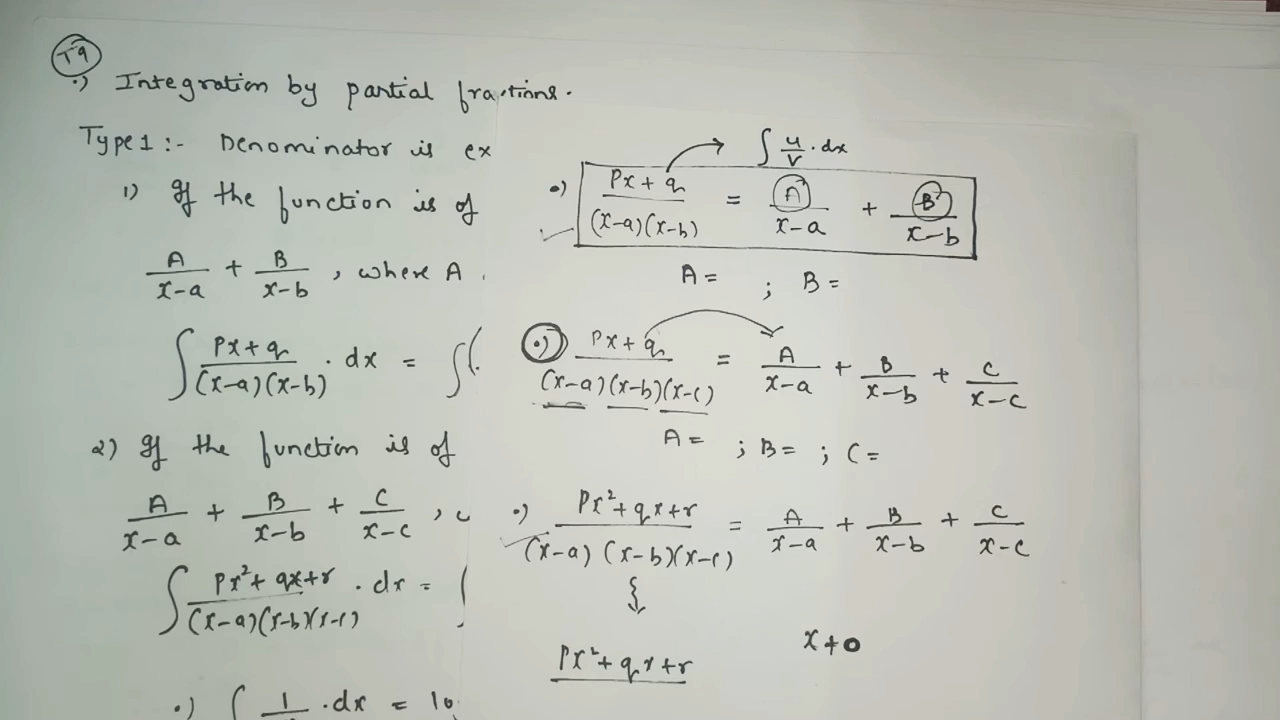 T9
•) Integration by partial fractions.
Type 1 :- Denominator is ex
1) If the function is of
A/(x-a) + B/(x-b) , where A
∫ (Px+q)/((x-a)(x-b)) . dx = ∫(
2) If the function is of
A/(x-a) + B/(x-b) + C/(x-c) ,
∫ (Px²+qx+r)/((x-a)(x-b)(x-c)) . dx =
•) ∫ 1/ . dx = lo
∫ u/v . dx
•) (Px+q)/((x-a)(x-b)) = A/(x-a) + B/(x-b)
A = ; B =
•) (Px+q)/((x-a)(x-b)(x-c)) = A/(x-a) + B/(x-b) + C/(x-c)
A = ; B = ; C =
•) (Px²+qx+r)/((x-a)(x-b)(x-c)) = A/(x-a) + B/(x-b) + C/(x-c)
Px²+qx+r
x+0